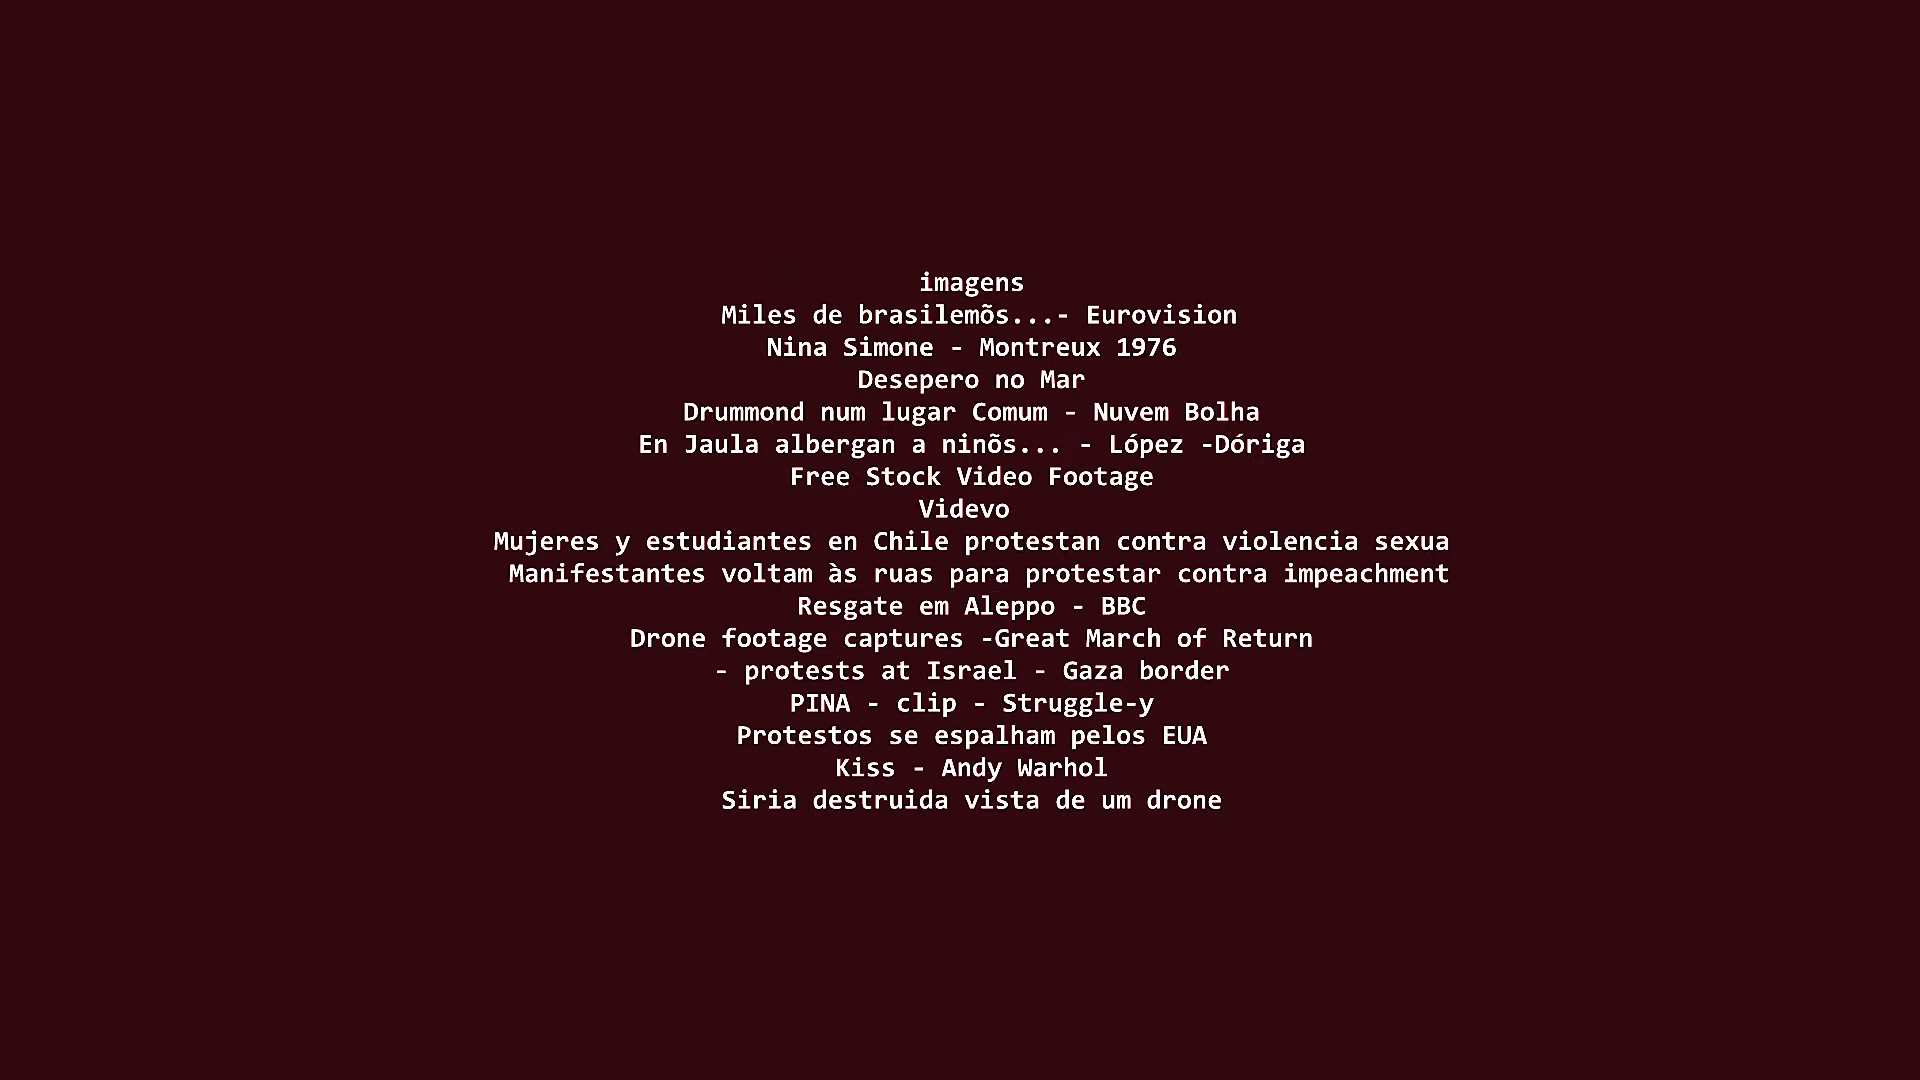 imagens
Miles de brasilemõs...- Eurovision
Nina Simone - Montreux 1976
Desepero no Mar
Drummond num lugar Comum - Nuvem Bolha
En Jaula albergan a ninõs... - López -Dóriga
Free Stock Video Footage
Videvo
Mujeres y estudiantes en Chile protestan contra violencia sexua
Manifestantes voltam às ruas para protestar contra impeachment
Resgate em Aleppo - BBC
Drone footage captures -Great March of Return
- protests at Israel - Gaza border
PINA - clip - Struggle-y
Protestos se espalham pelos EUA
Kiss - Andy Warhol
Siria destruida vista de um drone